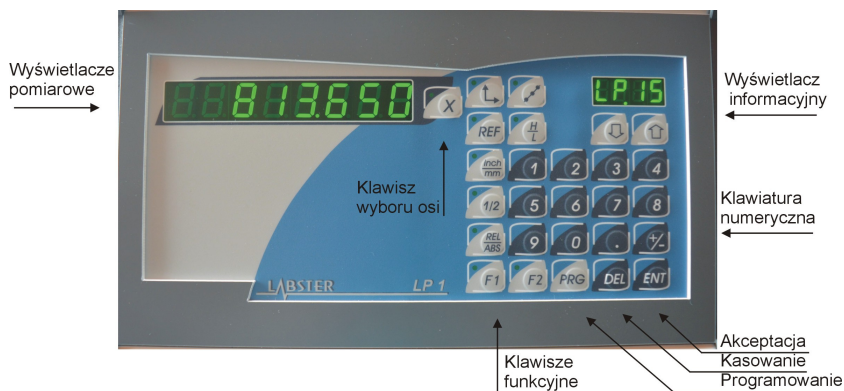 Wyświetlacze
pomiarowe
813.650
X
LP.15
Wyświetlacz
informacyjny
REF
H
L
Klawisz
wyboru osi
inch
mm
1
2
3
4
1/2
5
6
7
8
Klawiatura
numeryczna
REL
ABS
9
0
.
+/-
F1
F2
PRG
DEL
ENT
LABSTER
LP 1
Klawisze
funkcyjne
Akceptacja
Kasowanie
Programowanie